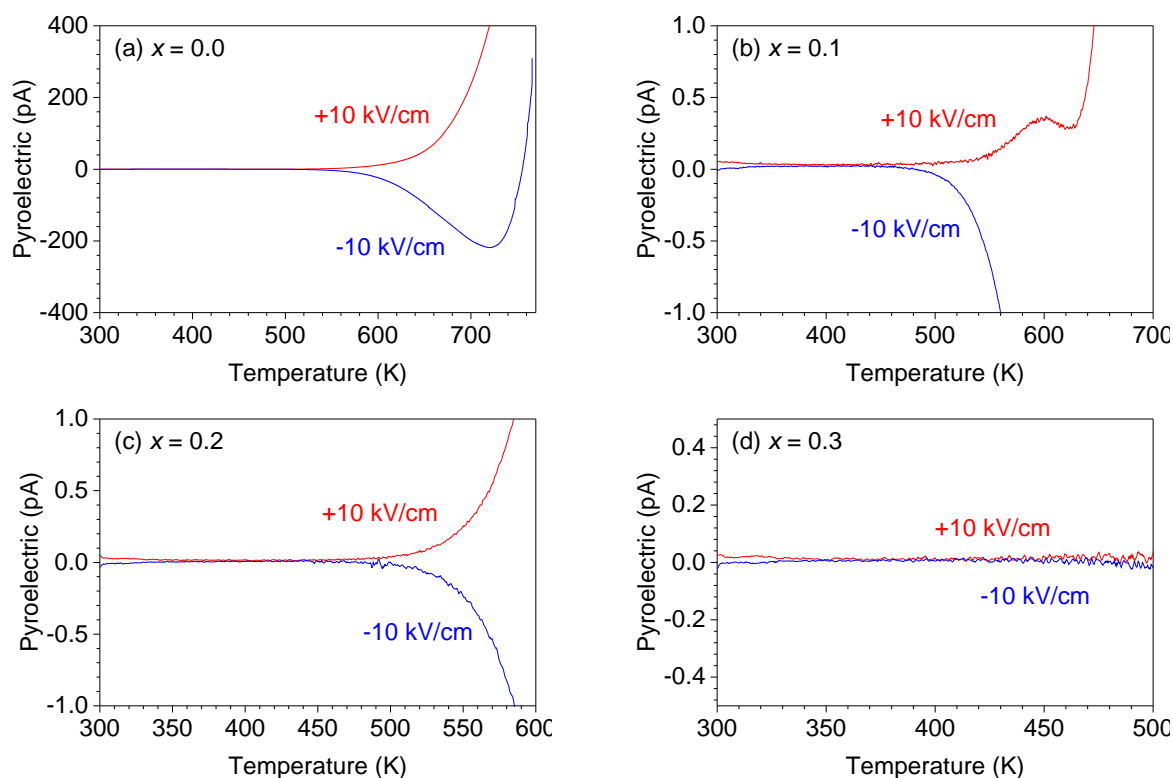 (a) x = 0.0
+10 kV/cm
-10 kV/cm
400
200
0
-200
-400
300
400
500
600
700
Pyroelectric (pA)
Temperature (K)
(b) x = 0.1
+10 kV/cm
-10 kV/cm
1.0
0.5
0.0
-0.5
-1.0
300
400
500
600
700
Pyroelectric (pA)
Temperature (K)
(c) x = 0.2
+10 kV/cm
-10 kV/cm
1.0
0.5
0.0
-0.5
-1.0
300
350
400
450
500
550
600
Pyroelectric (pA)
Temperature (K)
(d) x = 0.3
+10 kV/cm
-10 kV/cm
0.4
0.2
0.0
-0.2
-0.4
300
350
400
450
500
Pyroelectric (pA)
Temperature (K)